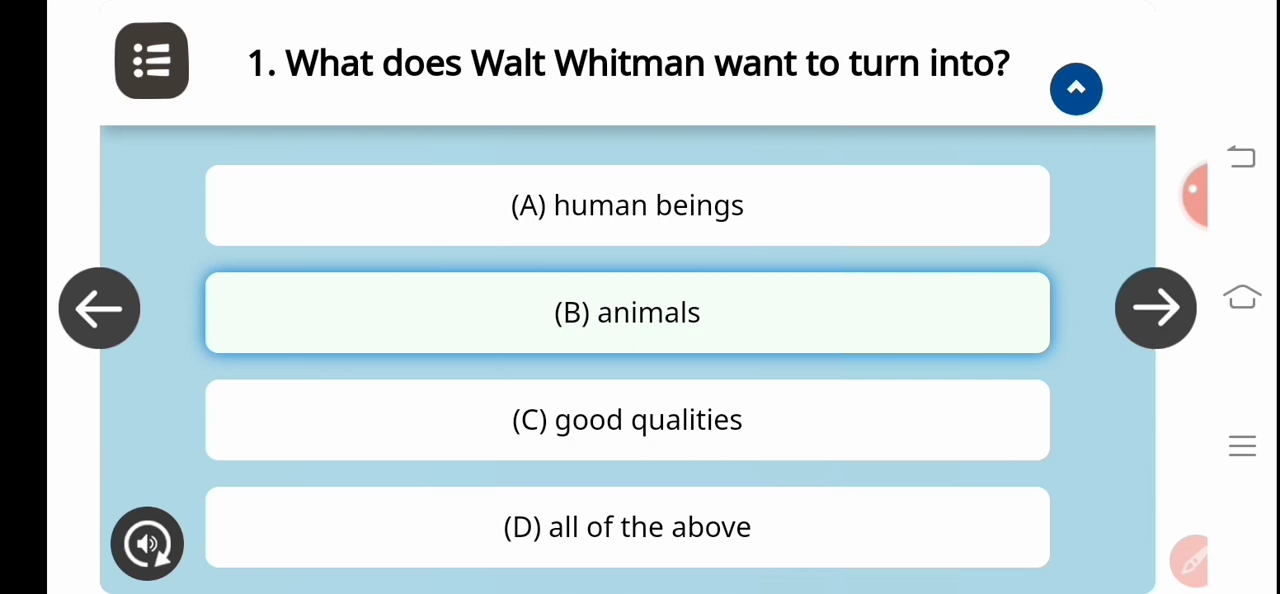 1. What does Walt Whitman want to turn into?
(A) human beings
(B) animals
(C) good qualities
(D) all of the above